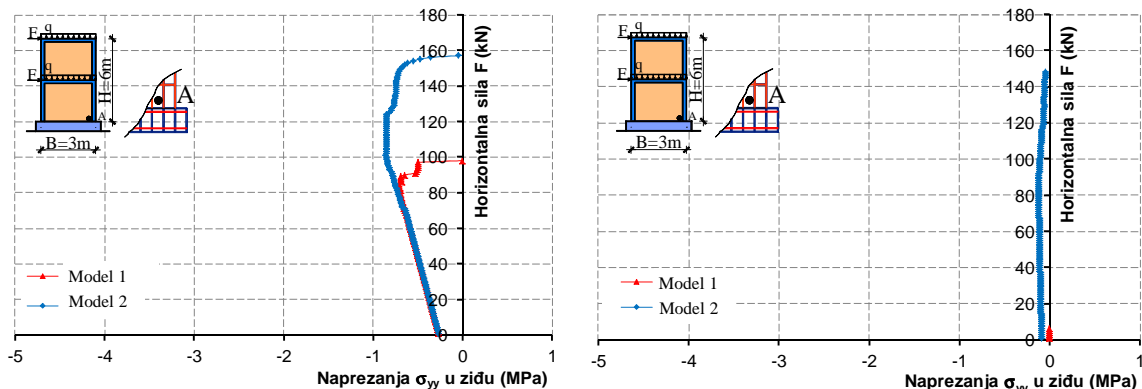 180
160
140
120
100
80
60
40
20
0
-5
-4
-3
-2
-1
0
Horizontalna sila F (kN)
Naprezanja σyy u ziđu (MPa)
Model 1
Model 2
q
F
q
F
H=6m
A
B=3m
A
180
160
140
120
100
80
60
40
20
0
-5
-4
-3
-2
-1
0
Horizontalna sila F (kN)
Naprezanja σyy u ziđu (MPa)
Model 1
Model 2
q
F
q
F
H=6m
A
B=3m
A